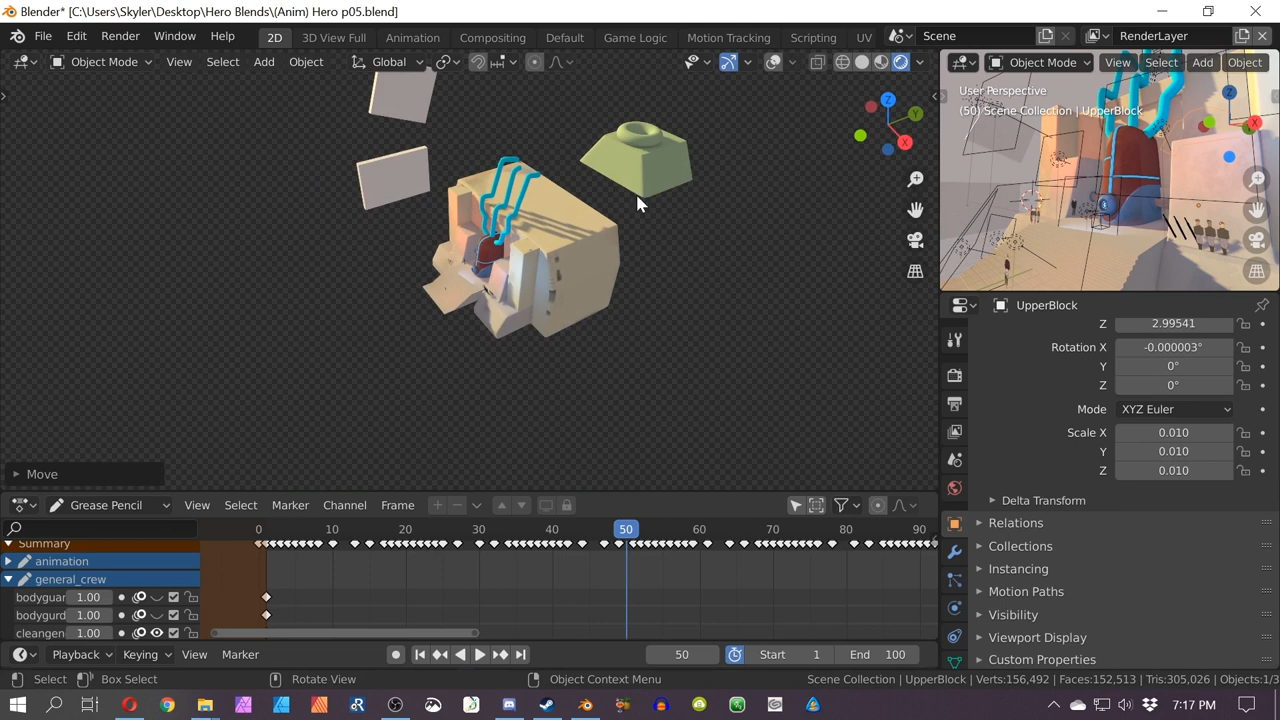 Blender* [C:\Users\Skyler\Desktop\Hero Blends\(Anim) Hero p05.blend]
File Edit Render Window Help 2D 3D View Full Animation Compositing Default Game Logic Motion Tracking Scripting UV Scene RenderLayer
Object Mode View Select Add Object Global Object Mode View Select Add Object
User Perspective
(50) Scene Collection | UpperBlock
Z Y X
Z X
UpperBlock
Z 2.99541
Rotation X -0.000003°
Y 0°
Z 0°
Mode XYZ Euler
Scale X 0.010
Y 0.010
Z 0.010
Delta Transform
Relations
Collections
Instancing
Motion Paths
Visibility
Viewport Display
Custom Properties
Move
Grease Pencil View Select Marker Channel Frame
0 10 20 30 40 50 60 70 80 90
Summary
animation
general_crew
bodyguar 1.00
bodygurd 1.00
cleangen 1.00
Playback Keying View Marker 50 Start 1 End 100
Select Box Select Rotate View Object Context Menu Scene Collection | UpperBlock | Verts:156,492 | Faces:152,513 | Tris:305,026 | Objects:1/3
7:17 PM